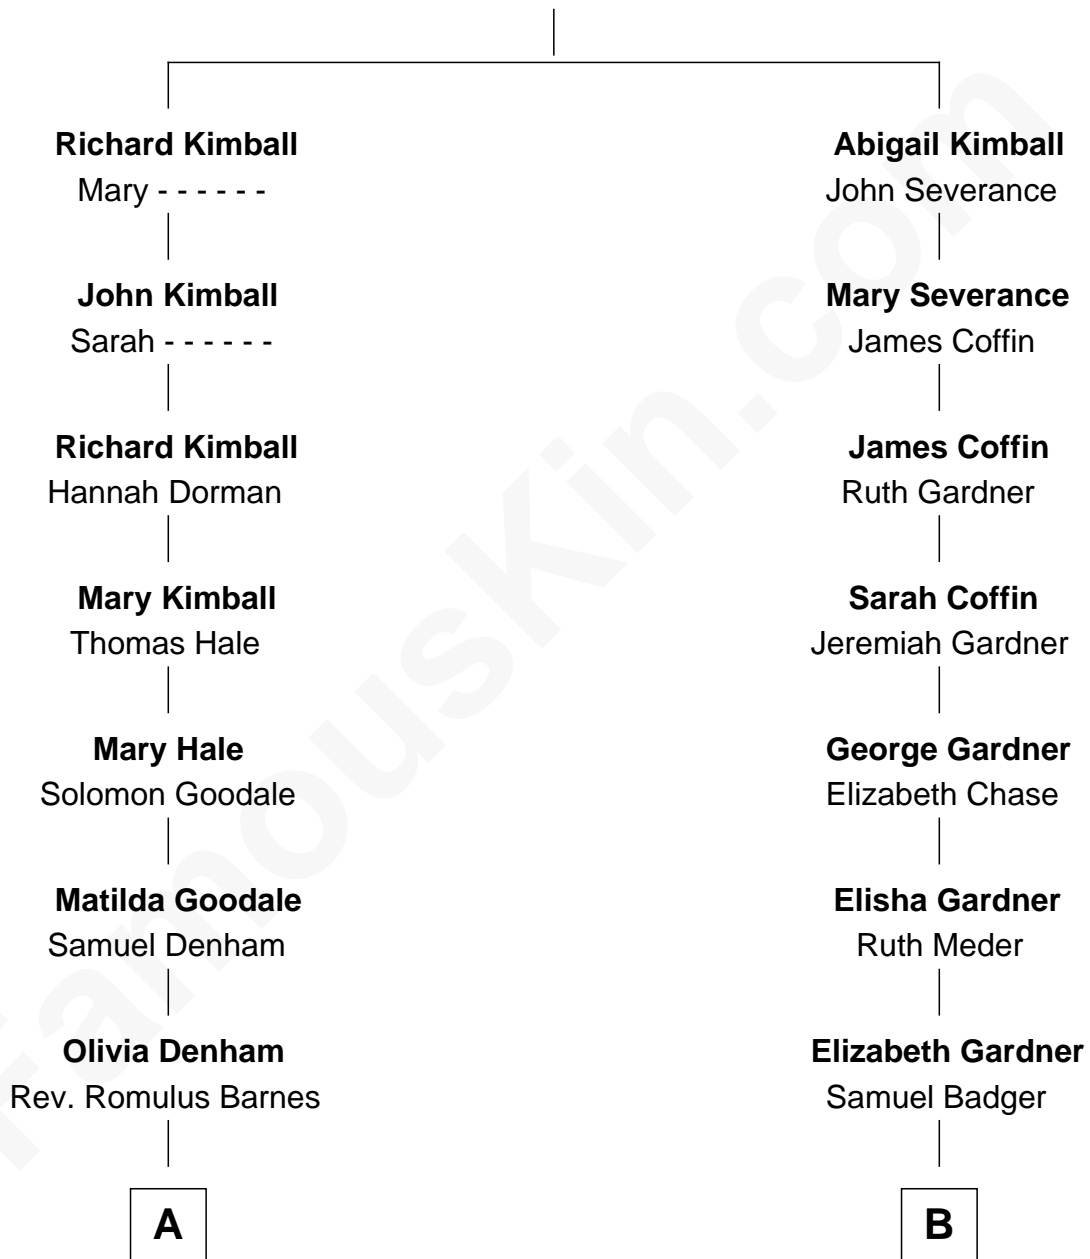 Richard Kimball
Mary - - - - - -
John Kimball
Sarah - - - - - -
Richard Kimball
Hannah Dorman
Mary Kimball
Thomas Hale
Mary Hale
Solomon Goodale
Matilda Goodale
Samuel Denham
Olivia Denham
Rev. Romulus Barnes
A
Abigail Kimball
John Severance
Mary Severance
James Coffin
James Coffin
Ruth Gardner
Sarah Coffin
Jeremiah Gardner
George Gardner
Elizabeth Chase
Elisha Gardner
Ruth Meder
Elizabeth Gardner
Samuel Badger
B
FamousKin.com